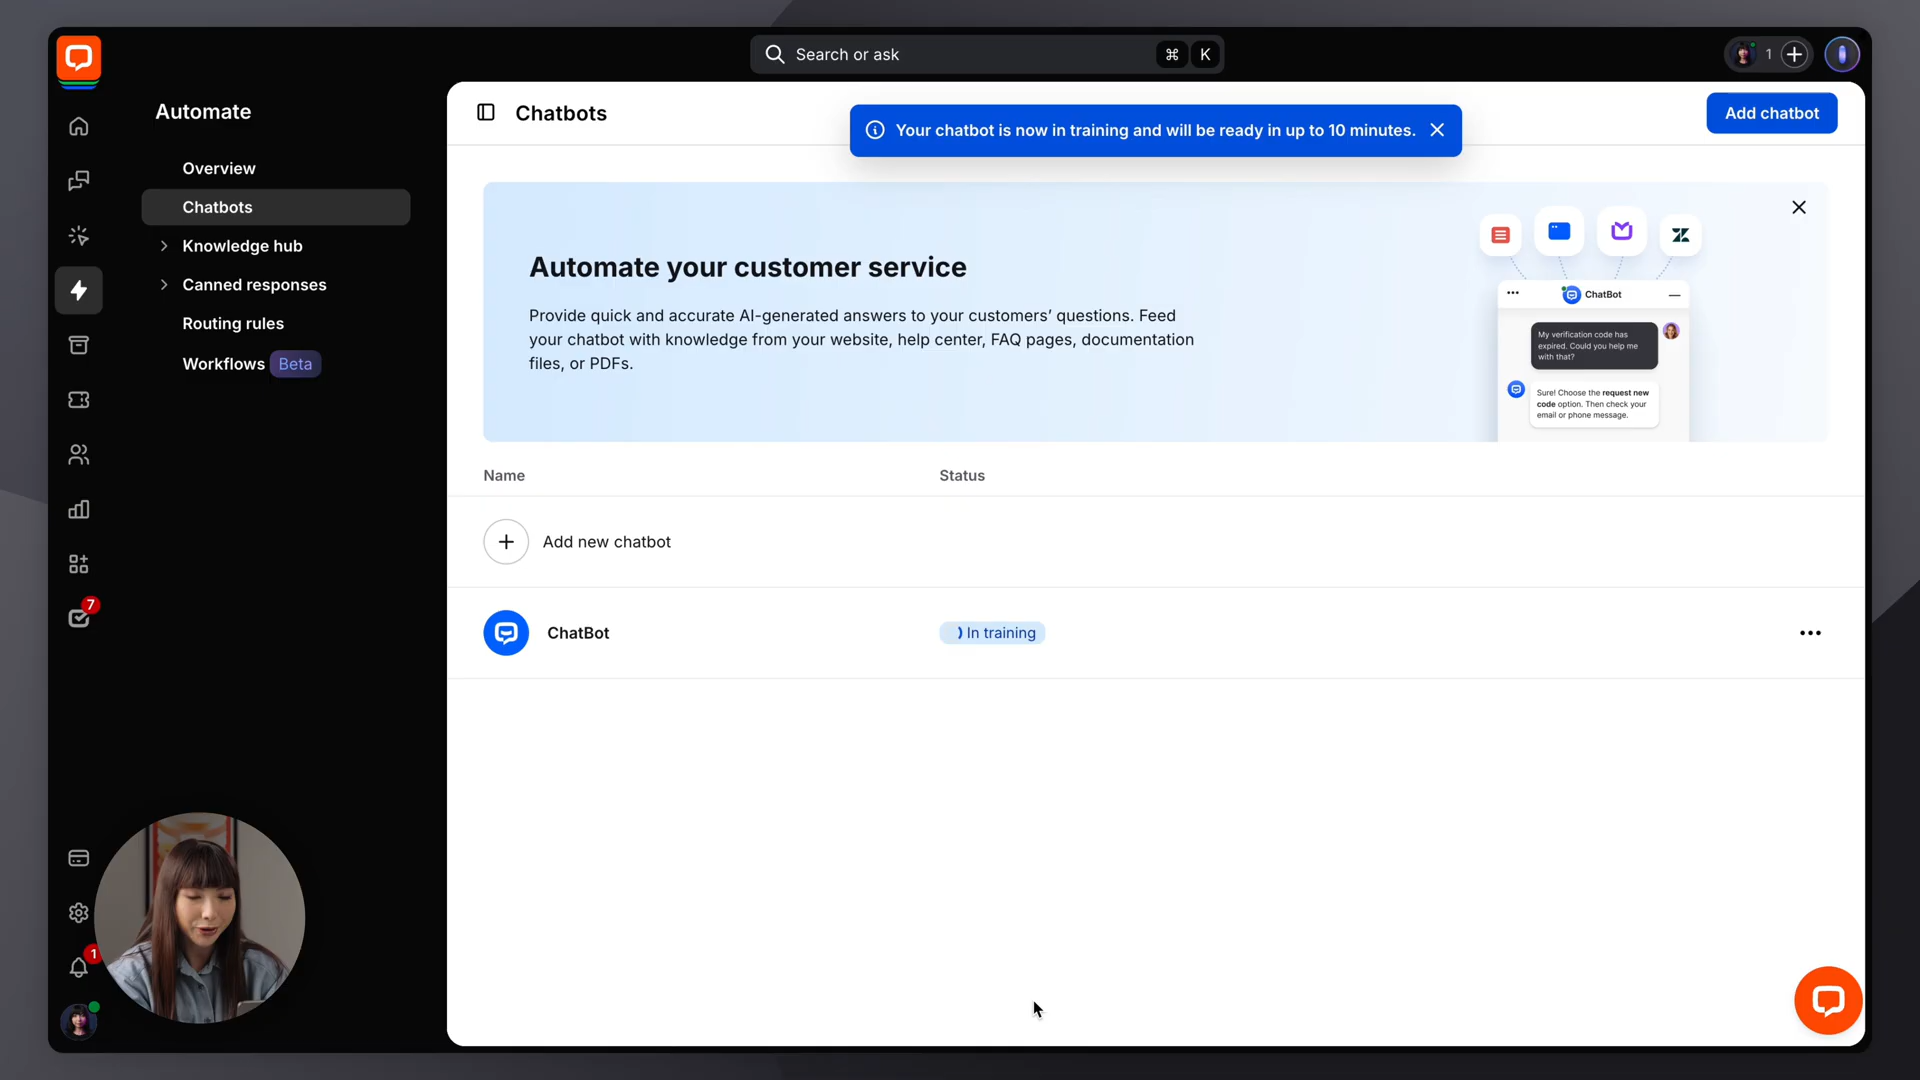 Search or ask
⌘ K
1
Automate
Overview
Chatbots
Knowledge hub
Canned responses
Routing rules
Workflows Beta
7
1
Chatbots
Your chatbot is now in training and will be ready in up to 10 minutes.
Add chatbot
Automate your customer service
Provide quick and accurate AI-generated answers to your customers’ questions. Feed
your chatbot with knowledge from your website, help center, FAQ pages, documentation
files, or PDFs.
ChatBot
My verification code has
expired. Could you help me
with that?
Sure! Choose the request new
code option. Then check your
email or phone message.
Name Status
Add new chatbot
ChatBot In training